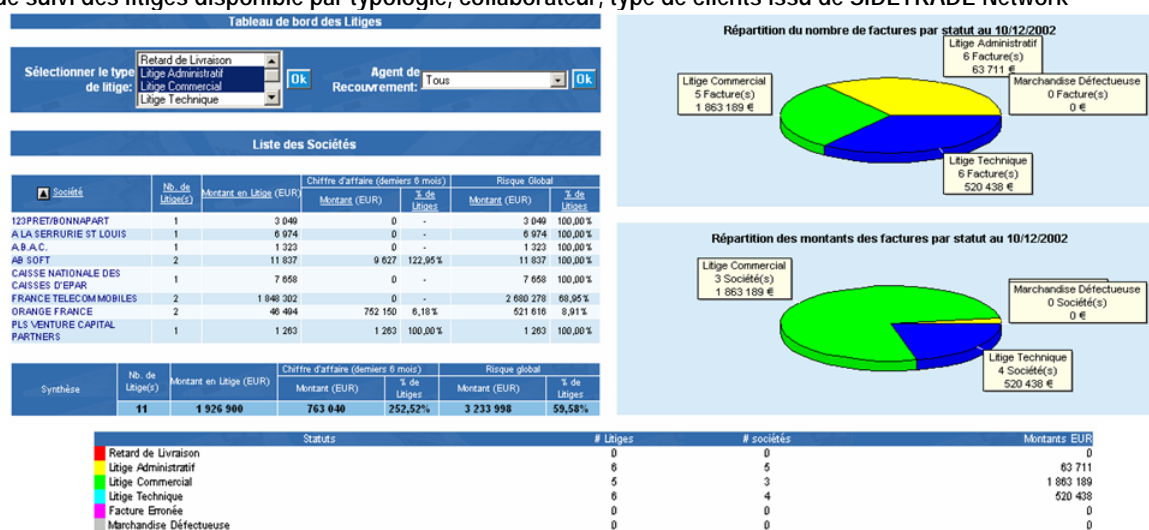 de suivi des litiges disponible par typologie, collaborateur, type de clients issu de SIDETRADE Network
Tableau de bord des Litiges
Sélectionner le type de litige:
Retard de Livraison
Litige Administratif
Litige Commercial
Litige Technique
Ok
Agent de Recouvrement:
Tous
Ok
Liste des Sociétés
Société
Nb. de Litige(s)
Montant en Litige (EUR)
Chiffre d'affaire (derniers 6 mois)
Risque Global
Montant (EUR)
% de Litiges
Montant (EUR)
% de Litiges
123PRET/BONNAPART 1 3 049 0 - 3 049 100,00%
A LA SERRURIE ST LOUIS 1 6 974 0 - 6 974 100,00%
A.B.A.C. 1 1 323 0 - 1 323 100,00%
AB SOFT 2 11 837 9 627 122,95% 11 837 100,00%
CAISSE NATIONALE DES CAISSES D'EPAR 1 7 658 0 - 7 658 100,00%
FRANCE TELECOM MOBILES 2 1 848 302 0 - 2 680 278 68,95%
ORANGE FRANCE 2 46 494 752 150 6,18% 521 616 8,91%
PLS VENTURE CAPITAL PARTNERS 1 1 263 1 263 100,00% 1 263 100,00%
Synthèse
Nb. de Litige(s)
Montant en Litige (EUR)
Chiffre d'affaire (derniers 6 mois)
Risque global
Montant (EUR)
% de Litiges
Montant (EUR)
% de Litiges
11 1 926 900 763 040 252,52% 3 233 998 59,58%
Répartition du nombre de factures par statut au 10/12/2002
Litige Administratif
6 Facture(s)
63 711 €
Litige Commercial
5 Facture(s)
1 863 189 €
Marchandise Défectueuse
0 Facture(s)
0 €
Litige Technique
6 Facture(s)
520 438 €
Répartition des montants des factures par statut au 10/12/2002
Litige Commercial
3 Société(s)
1 863 189 €
Marchandise Défectueuse
0 Société(s)
0 €
Litige Technique
4 Société(s)
520 438 €
Statuts # Litiges # sociétés Montants EUR
Retard de Livraison 0 0 0
Litige Administratif 6 5 63 711
Litige Commercial 5 3 1 863 189
Litige Technique 6 4 520 438
Facture Erronée 0 0 0
Marchandise Défectueuse 0 0 0